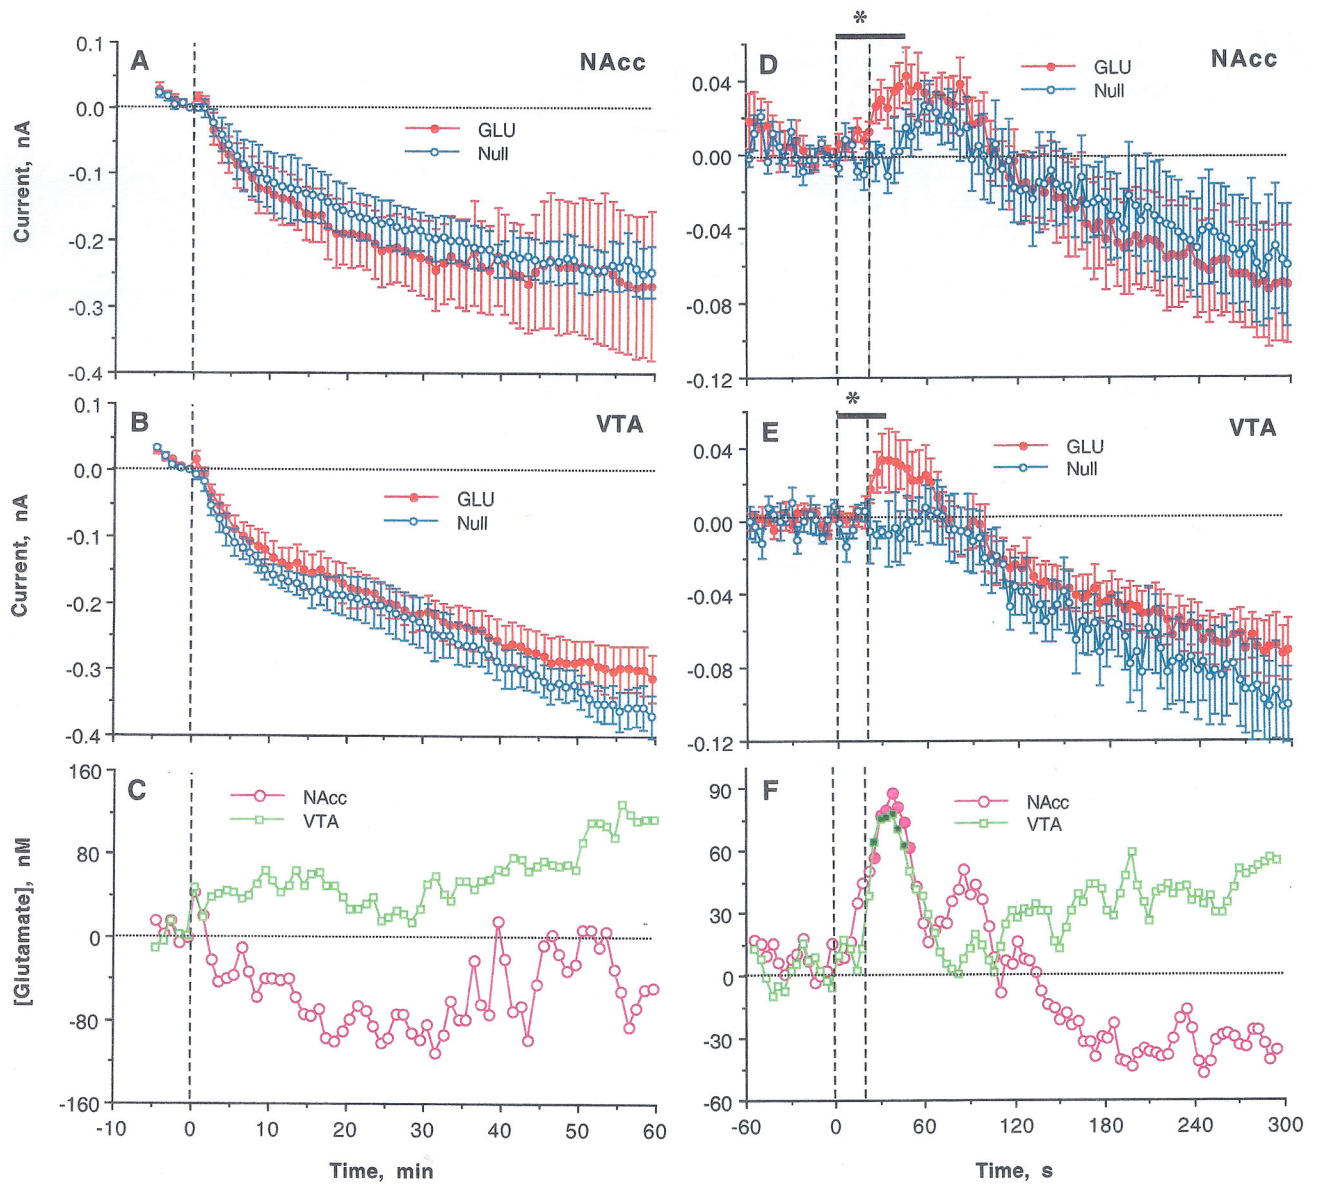 *
A
NAcc
0.1
0.0
-0.1
-0.2
-0.3
-0.4
Current, nA
GLU
Null
D
NAcc
0.04
0.00
-0.04
-0.08
-0.12
GLU
Null
B
VTA
0.1
0.0
-0.1
-0.2
-0.3
-0.4
Current, nA
GLU
Null
*
E
VTA
0.04
0.00
-0.04
-0.08
-0.12
GLU
Null
C
160
80
0
-80
-160
[Glutamate], nM
NAcc
VTA
-10
0
10
20
30
40
50
60
Time, min
F
90
60
30
0
-30
-60
NAcc
VTA
-60
0
60
120
180
240
300
Time, s